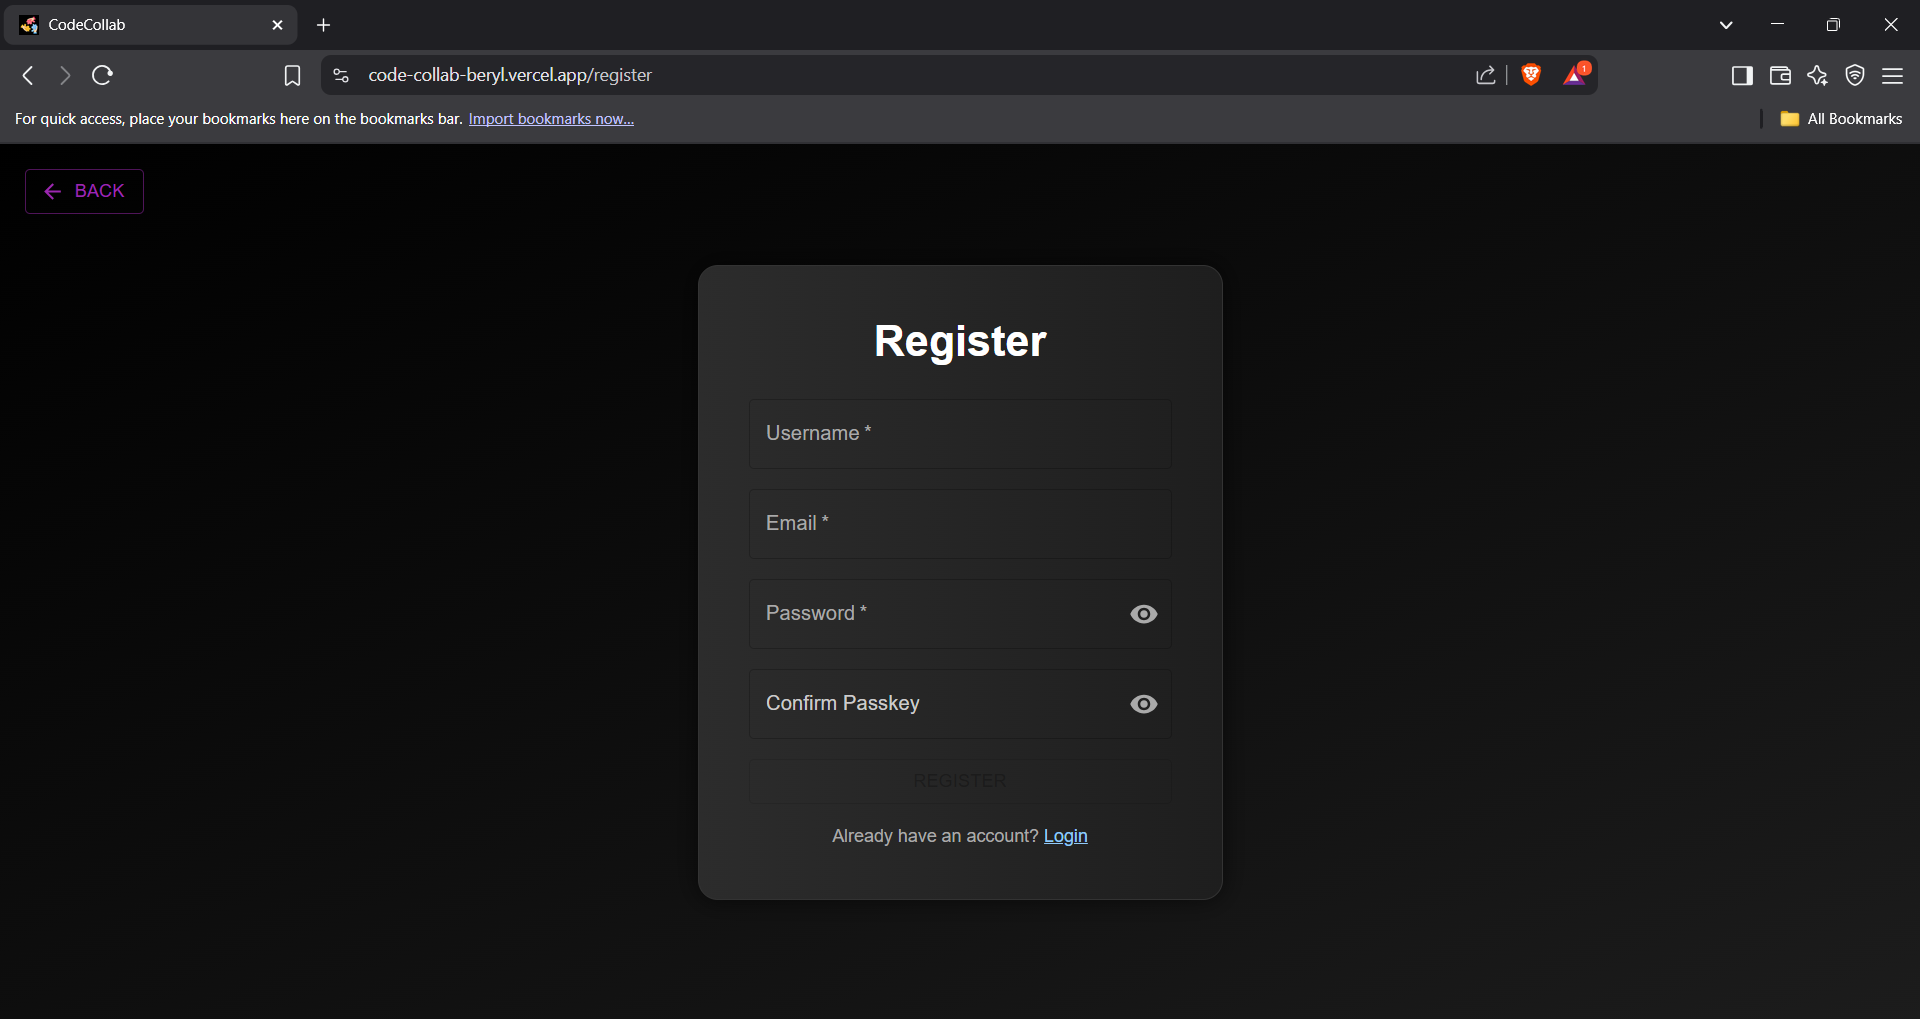 CodeCollab
code-collab-beryl.vercel.app/register
1
For quick access, place your bookmarks here on the bookmarks bar. Import bookmarks now...
All Bookmarks
BACK
Register
Username *
Email *
Password *
Confirm Passkey
REGISTER
Already have an account? Login